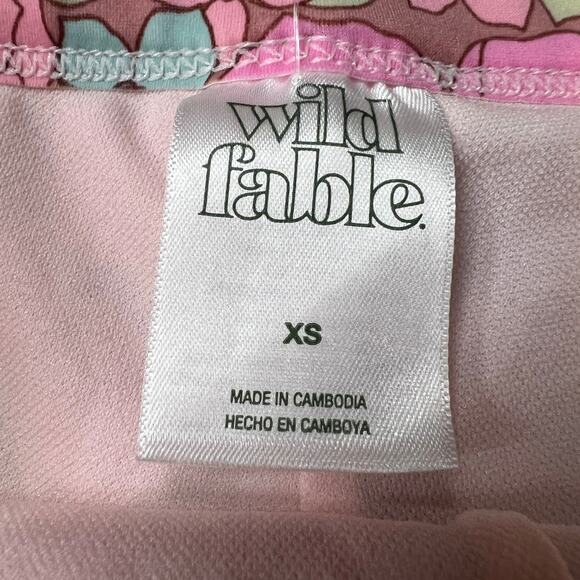 wild
fable.
XS
MADE IN CAMBODIA
HECHO EN CAMBOYA